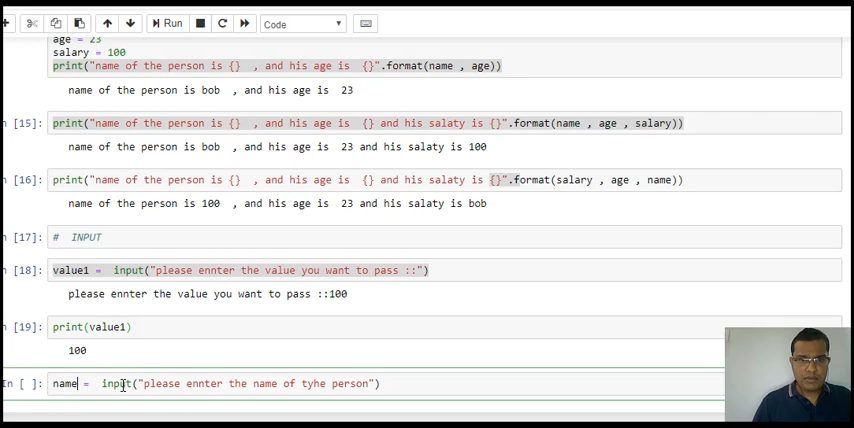 Run Code
age = 23
salary = 100
print("name of the person is {}  , and his age is  {}".format(name , age))
name of the person is bob  , and his age is  23
n [15]: print("name of the person is {}  , and his age is  {} and his salaty is {}".format(name , age , salary))
name of the person is bob  , and his age is  23 and his salaty is 100
n [16]: print("name of the person is {}  , and his age is  {} and his salaty is {}".format(salary , age , name))
name of the person is 100  , and his age is  23 and his salaty is bob
n [17]: #  INPUT
n [18]: value1 =  input("please ennter the value you want to pass ::")
please ennter the value you want to pass ::100
n [19]: print(value1)
100
In [ ]: name =  input("please ennter the name of tyhe person")